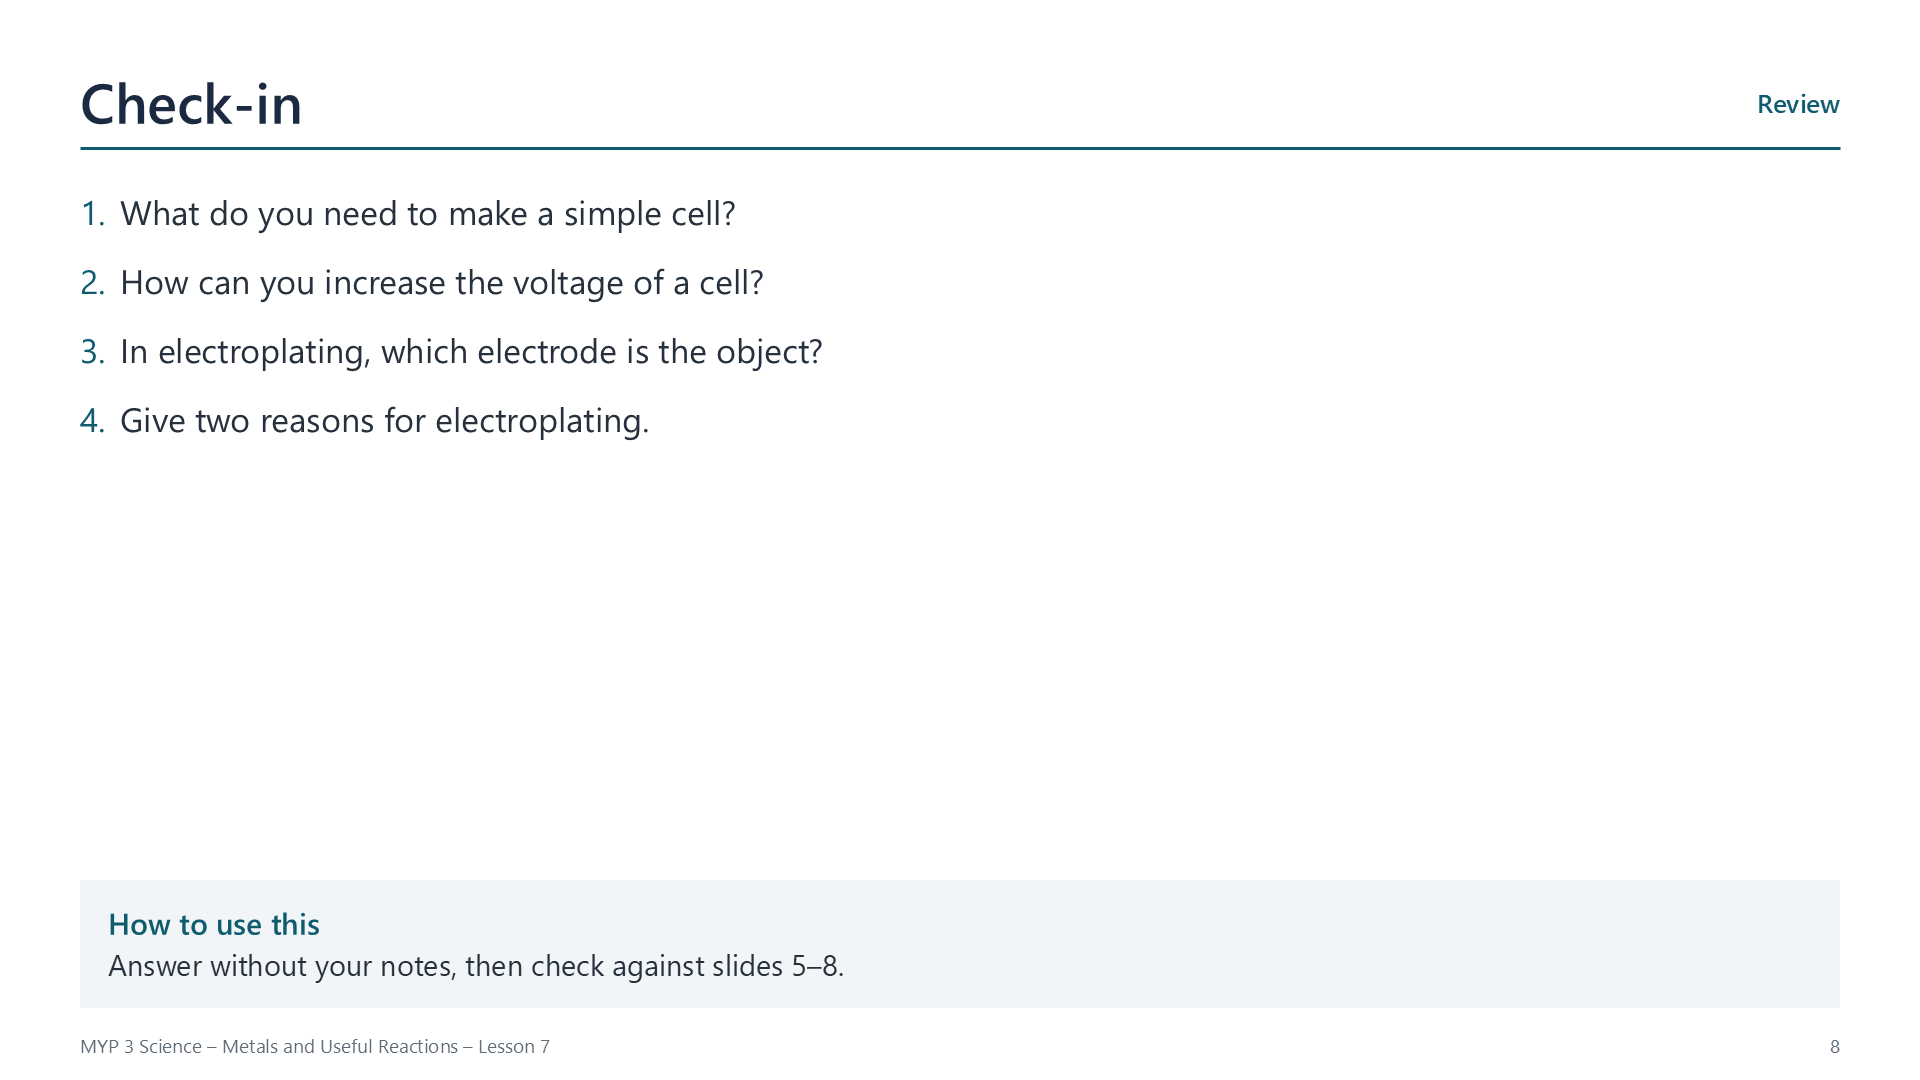 Check-in
Review
1. What do you need to make a simple cell?
2. How can you increase the voltage of a cell?
3. In electroplating, which electrode is the object?
4. Give two reasons for electroplating.
How to use this
Answer without your notes, then check against slides 5–8.
MYP 3 Science – Metals and Useful Reactions – Lesson 7
8